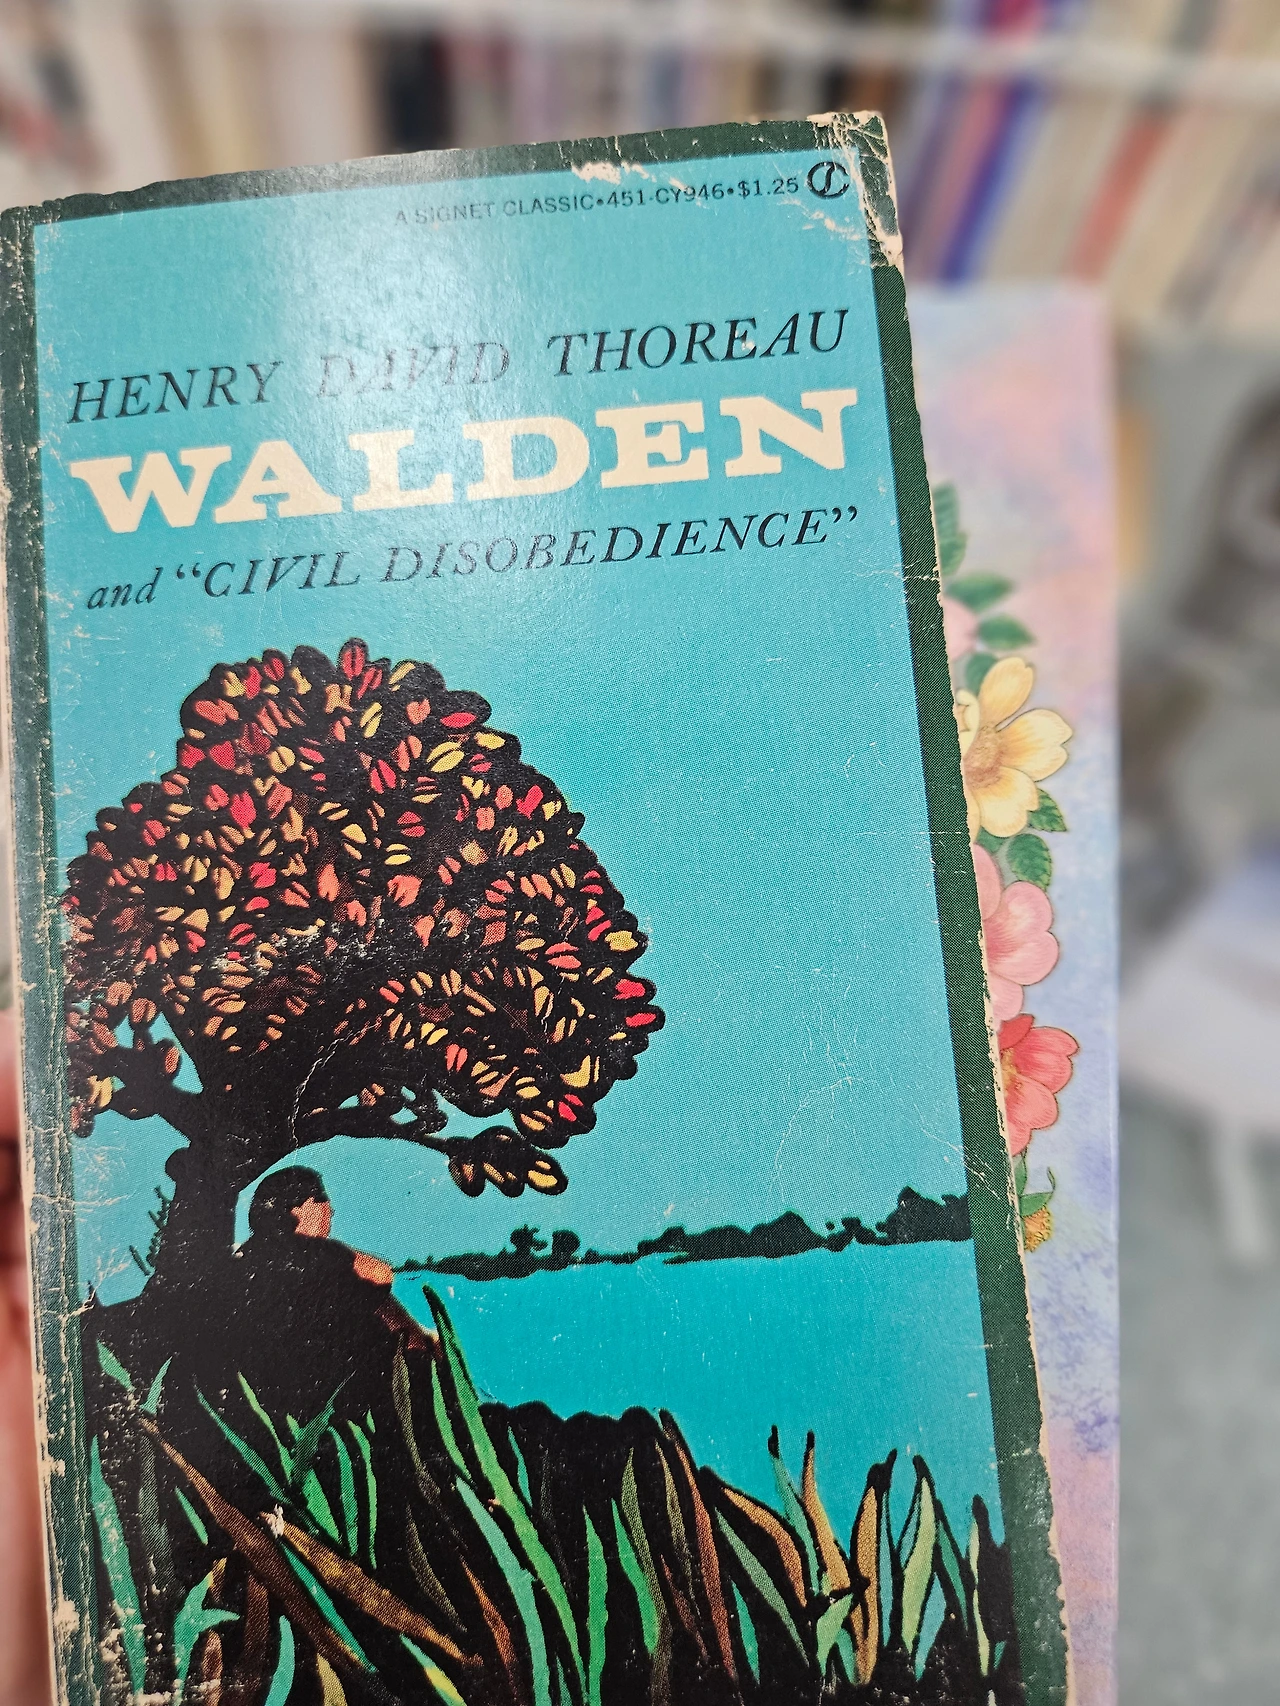 A SIGNET CLASSIC•451-CY946•$1.25
HENRY DAVID THOREAU
WALDEN
and “CIVIL DISOBEDIENCE”